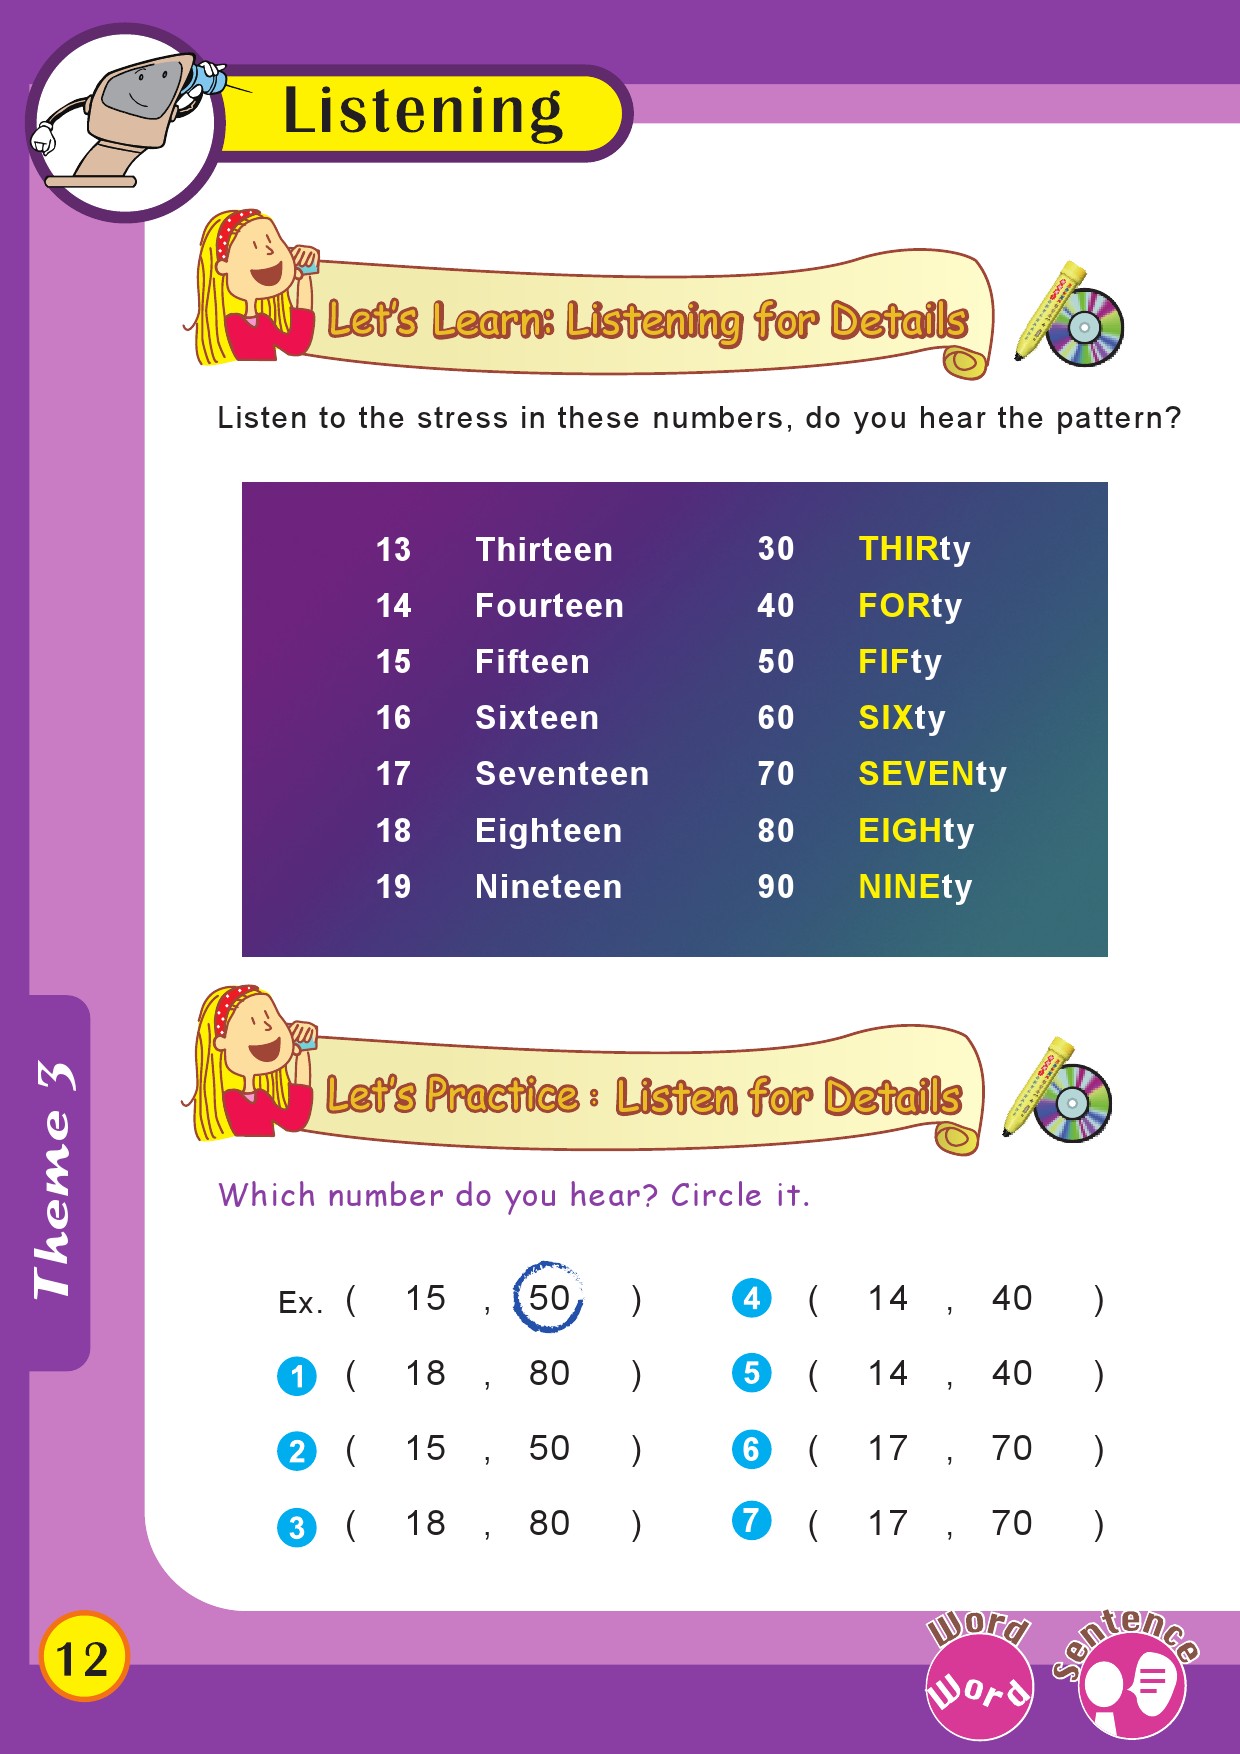 Listening
Let's Learn: Listening for Details
Listen to the stress in these numbers, do you hear the pattern?
13 Thirteen 30 THIRty
14 Fourteen 40 FORty
15 Fifteen 50 FIFty
16 Sixteen 60 SIXty
17 Seventeen 70 SEVENty
18 Eighteen 80 EIGHty
19 Nineteen 90 NINEty
Let's Practice : Listen for Details
Which number do you hear? Circle it.
Ex. ( 15 , 50 ) 4 ( 14 , 40 )
1 ( 18 , 80 ) 5 ( 14 , 40 )
2 ( 15 , 50 ) 6 ( 17 , 70 )
3 ( 18 , 80 ) 7 ( 17 , 70 )
Theme 3
12
Word
Word
Sentence